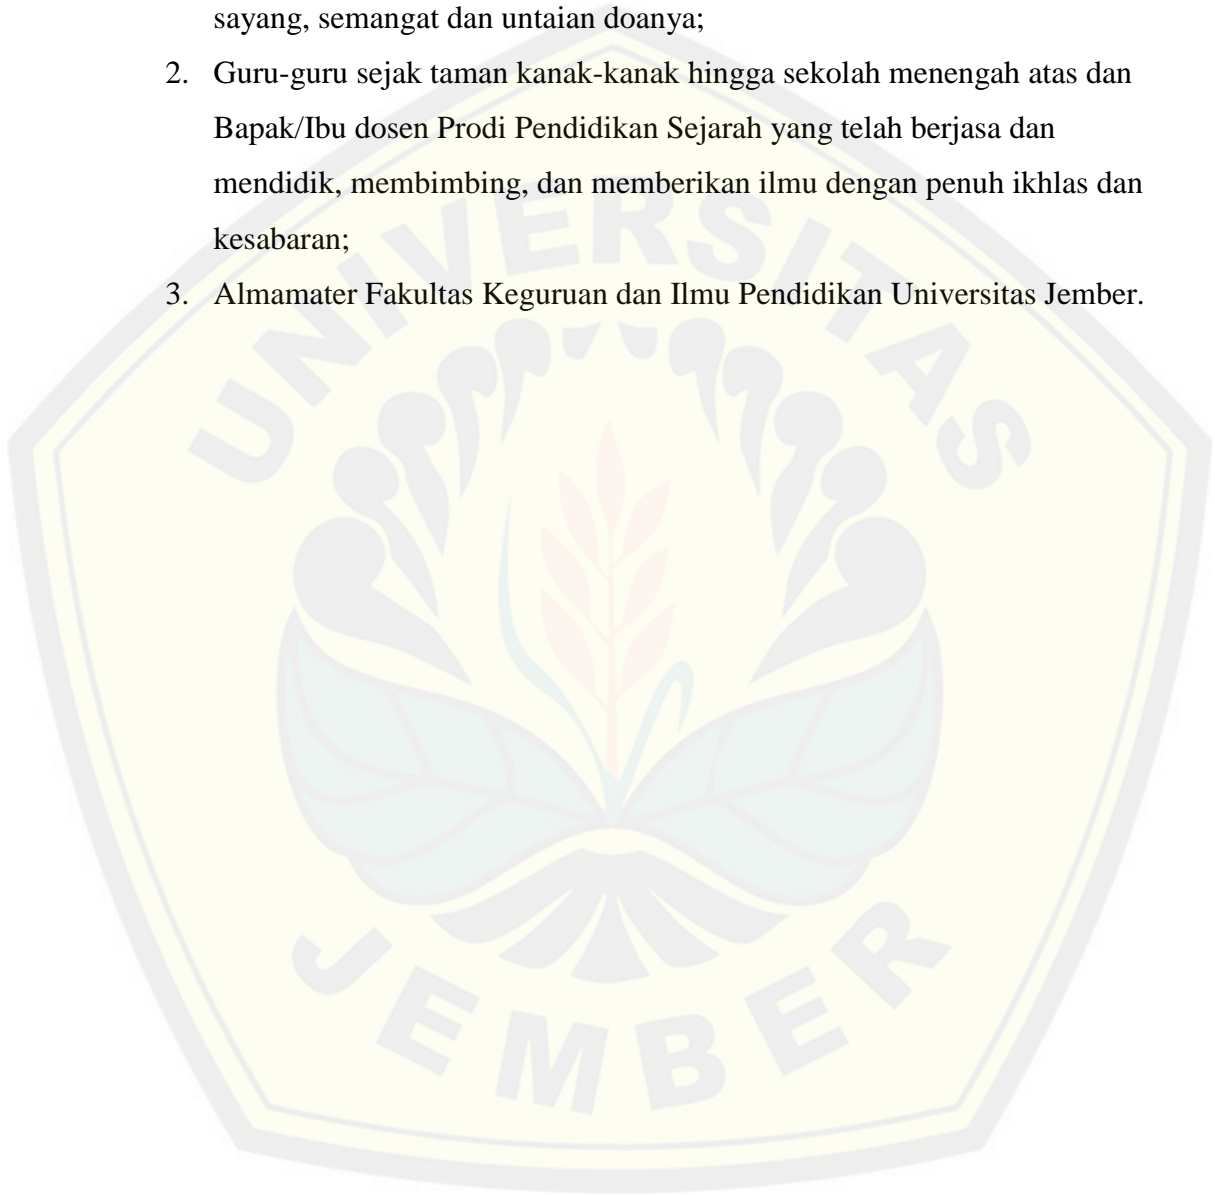 sayang, semangat dan untaian doanya;
2. Guru-guru sejak taman kanak-kanak hingga sekolah menengah atas dan
Bapak/Ibu dosen Prodi Pendidikan Sejarah yang telah berjasa dan
mendidik, membimbing, dan memberikan ilmu dengan penuh ikhlas dan
kesabaran;
3. Almamater Fakultas Keguruan dan Ilmu Pendidikan Universitas Jember.
UNIVERSITAS
JEMBER